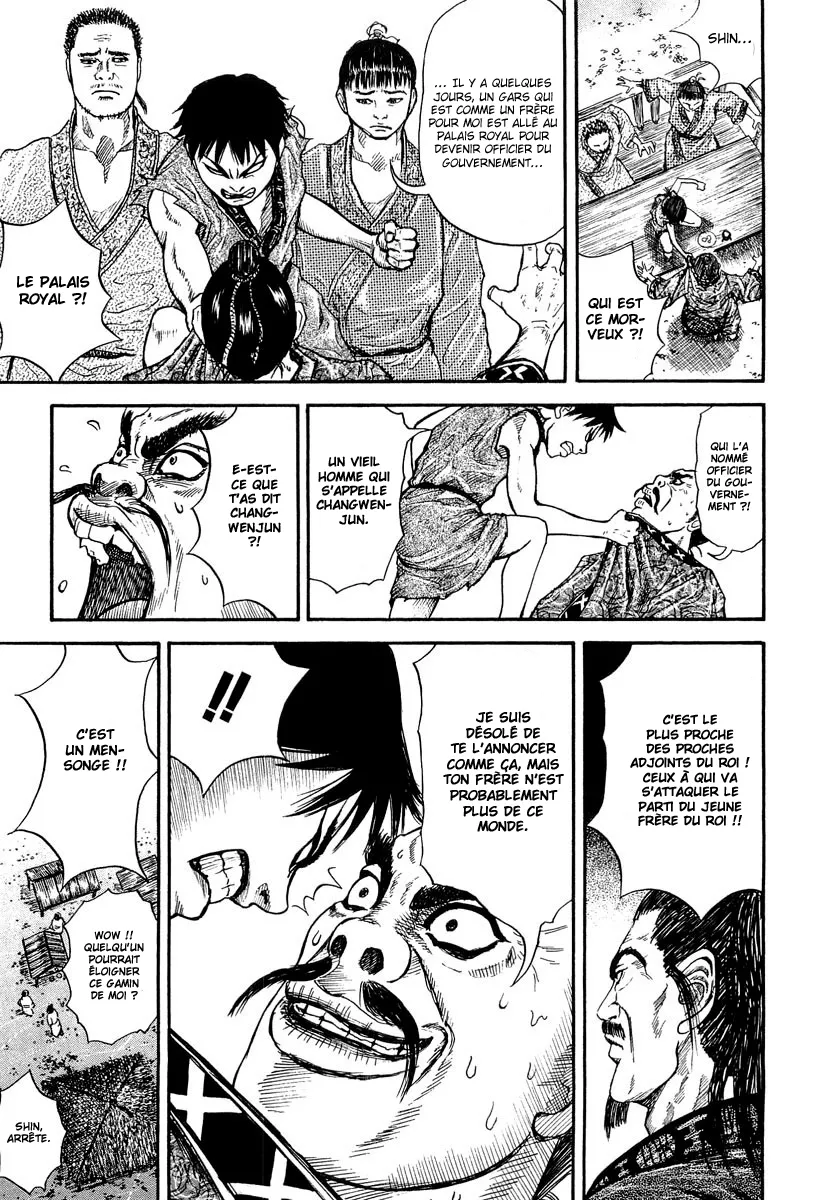 SHIN...
QUI EST
CE MOR-
VEUX ?!
... IL Y A QUELQUES
JOURS, UN GARS QUI
EST COMME UN FRÈRE
POUR MOI EST ALLÉ AU
PALAIS ROYAL POUR
DEVENIR OFFICIER DU
GOUVERNEMENT...
LE PALAIS
ROYAL ?!
QUI L'A
NOMMÉ
OFFICIER
DU GOU-
VERNE-
MENT ?!
UN VIEIL
HOMME QUI
S'APPELLE
CHANGWEN-
JUN.
E-EST-
CE QUE
T'AS DIT
CHANG-
WENJUN
?!
C'EST LE
PLUS PROCHE
DES PROCHES
ADJOINTS DU ROI !
CEUX À QUI VA
S'ATTAQUER LE
PARTI DU JEUNE
FRÈRE DU ROI !!
JE SUIS
DÉSOLÉ DE
TE L'ANNONCER
COMME ÇA, MAIS
TON FRÈRE N'EST
PROBABLEMENT
PLUS DE CE
MONDE.
!!
C'EST
UN MEN-
SONGE !!
WOW !!
QUELQU'UN
POURRAIT
ÉLOIGNER
CE GAMIN
DE MOI ?
SHIN,
ARRÊTE.